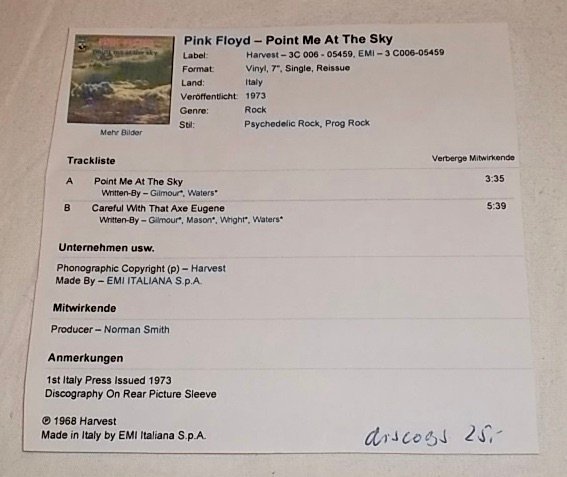 Pink Floyd – Point Me At The Sky
Label: Harvest – 3C 006 - 05459, EMI – 3 C006-05459
Format: Vinyl, 7", Single, Reissue
Land: Italy
Veröffentlicht: 1973
Genre: Rock
Stil: Psychedelic Rock, Prog Rock
Mehr Bilder
Trackliste Verberge Mitwirkende
A Point Me At The Sky 3:35
Written-By – Gilmour*, Waters*
B Careful With That Axe Eugene 5:39
Written-By – Gilmour*, Mason*, Wright*, Waters*
Unternehmen usw.
Phonographic Copyright (p) – Harvest
Made By – EMI ITALIANA S.p.A.
Mitwirkende
Producer – Norman Smith
Anmerkungen
1st Italy Press Issued 1973
Discography On Rear Picture Sleeve
℗ 1968 Harvest
Made in Italy by EMI Italiana S.p.A.
discogs 25,-